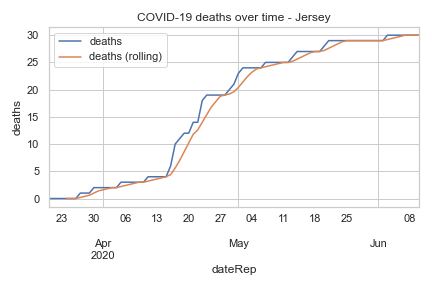 COVID-19 deaths over time - Jersey
deaths
deaths (rolling)
30
25
20
15
10
5
0
deaths
23 30 06 13 20 27 04 11 18 25 08
Apr May Jun
2020
dateRep